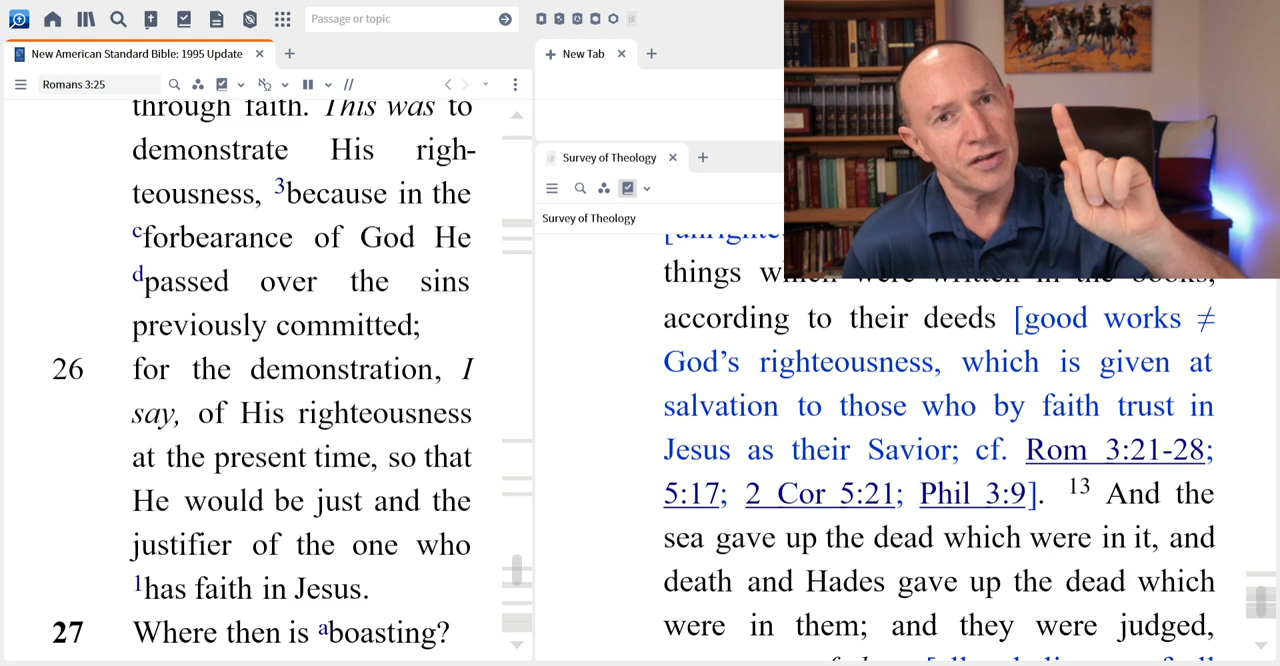 Passage or topic
New American Standard Bible: 1995 Update
New Tab
Romans 3:25
through faith. This was to
demonstrate His righ-
teousness, 3because in the
cforbearance of God He
dpassed over the sins
previously committed;
26 for the demonstration, I
say, of His righteousness
at the present time, so that
He would be just and the
justifier of the one who
1has faith in Jesus.
27 Where then is aboasting?
Survey of Theology
Survey of Theology
things which were written in the books,
according to their deeds [good works ≠
God’s righteousness, which is given at
salvation to those who by faith trust in
Jesus as their Savior; cf. Rom 3:21-28;
5:17; 2 Cor 5:21; Phil 3:9]. 13 And the
sea gave up the dead which were in it, and
death and Hades gave up the dead which
were in them; and they were judged,